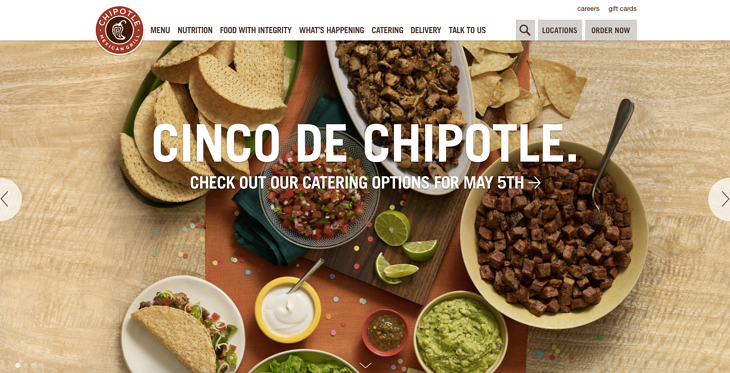 careers gift cards
CHIPOTLE
MEXICAN GRILL
MENU NUTRITION FOOD WITH INTEGRITY WHAT'S HAPPENING CATERING DELIVERY TALK TO US LOCATIONS ORDER NOW
CINCO DE CHIPOTLE.
CHECK OUT OUR CATERING OPTIONS FOR MAY 5TH →